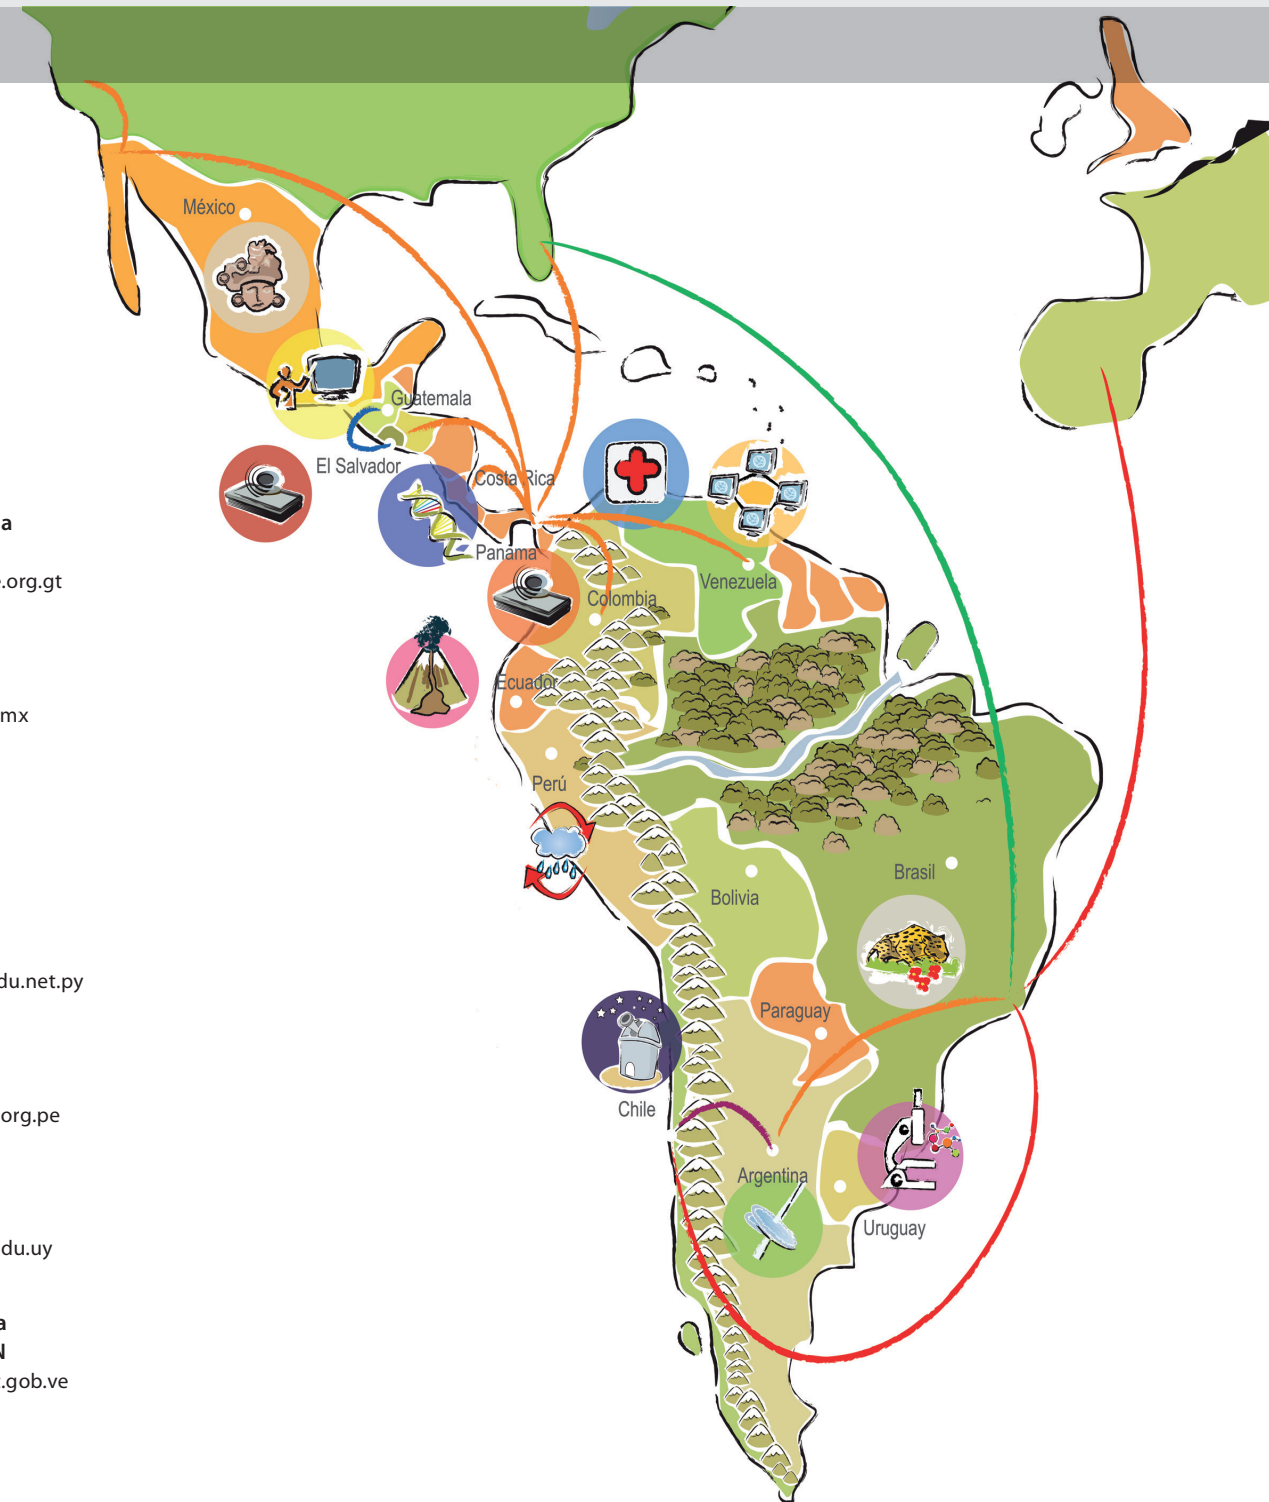 a
.org.gt
mx
du.net.py
org.pe
du.uy
a
N
.gob.ve
México
Guatemala
El Salvador
Costa Rica
Panamá
Venezuela
Colombia
Ecuador
Perú
Brasil
Bolivia
Paraguay
Chile
Argentina
Uruguay